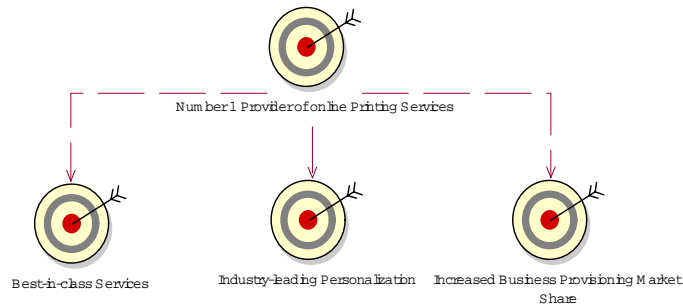 Number 1 Provider of online Printing Services
Best-in-class Services
Industry-leading Personalization
Increased Business Provisioning Market
Share